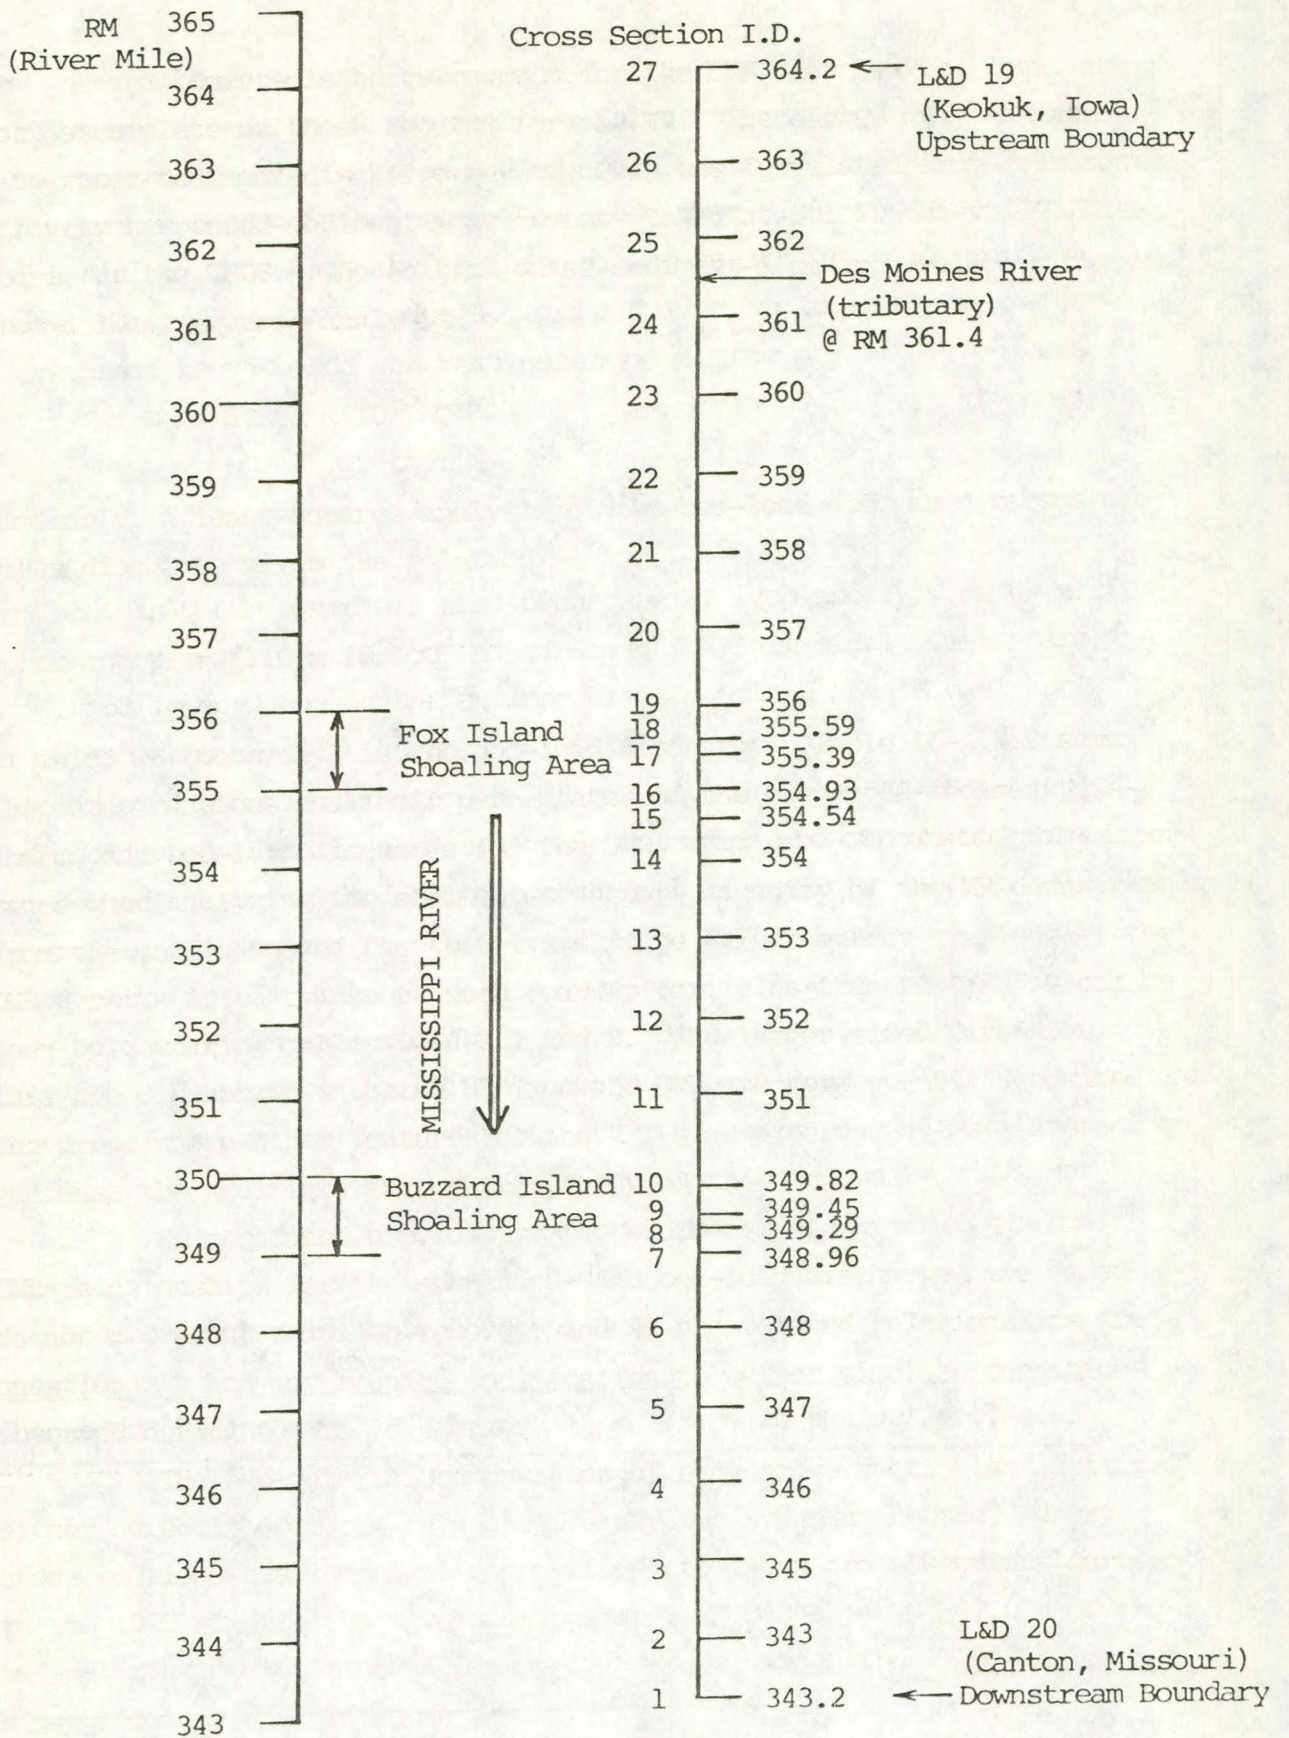 RM
(River Mile)
365
364
363
362
361
360
359
358
357
356
355
354
353
352
351
350
349
348
347
346
345
344
343
Fox Island
Shoaling Area
MISSISSIPPI RIVER
Buzzard Island
Shoaling Area
Cross Section I.D.
27 364.2
26 363
25 362
24 361
23 360
22 359
21 358
20 357
19 356
18 355.59
17 355.39
16 354.93
15 354.54
14 354
13 353
12 352
11 351
10 349.82
9 349.45
8 349.29
7 348.96
6 348
5 347
4 346
3 345
2 343
1 343.2
L&D 19
(Keokuk, Iowa)
Upstream Boundary
Des Moines River
(tributary)
@ RM 361.4
L&D 20
(Canton, Missouri)
Downstream Boundary